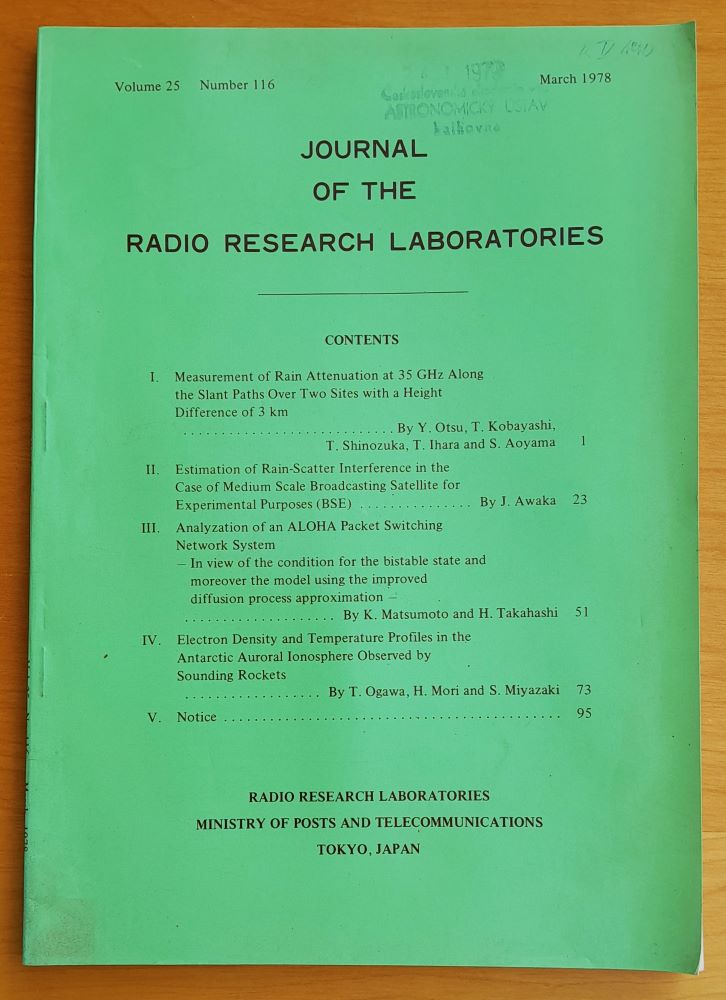 Volume 25 Number 116
March 1978
ASTRONOMICKÝ ÚSTAV
knihovna
JOURNAL
OF THE
RADIO RESEARCH LABORATORIES
CONTENTS
I. Measurement of Rain Attenuation at 35 GHz Along
the Slant Paths Over Two Sites with a Height
Difference of 3 km
. . . . . . . . . . . . . . . . . . . . . . . . . . . . By Y. Otsu, T. Kobayashi,
T. Shinozuka, T. Ihara and S. Aoyama 1
II. Estimation of Rain-Scatter Interference in the
Case of Medium Scale Broadcasting Satellite for
Experimental Purposes (BSE) . . . . . . . . . . . . . . . By J. Awaka 23
III. Analyzation of an ALOHA Packet Switching
Network System
– In view of the condition for the bistable state and
moreover the model using the improved
diffusion process approximation –
. . . . . . . . . . . . . . . . . . . . By K. Matsumoto and H. Takahashi 51
IV. Electron Density and Temperature Profiles in the
Antarctic Auroral Ionosphere Observed by
Sounding Rockets
. . . . . . . . . . . . . . . . . . By T. Ogawa, H. Mori and S. Miyazaki 73
V. Notice . . . . . . . . . . . . . . . . . . . . . . . . . . . . . . . . . . . . . . . . . . . . 95
RADIO RESEARCH LABORATORIES
MINISTRY OF POSTS AND TELECOMMUNICATIONS
TOKYO, JAPAN